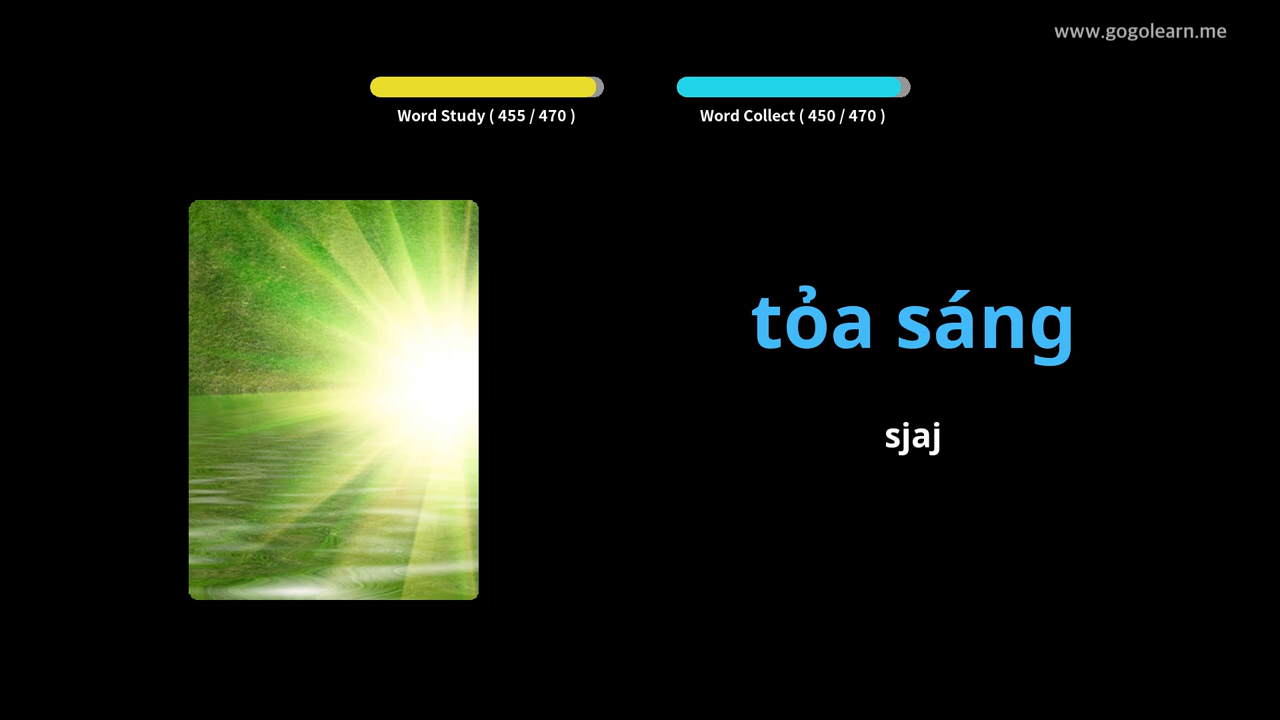 www.gogolearn.me
Word Study ( 455 / 470 )
Word Collect ( 450 / 470 )
tỏa sáng
sjaj